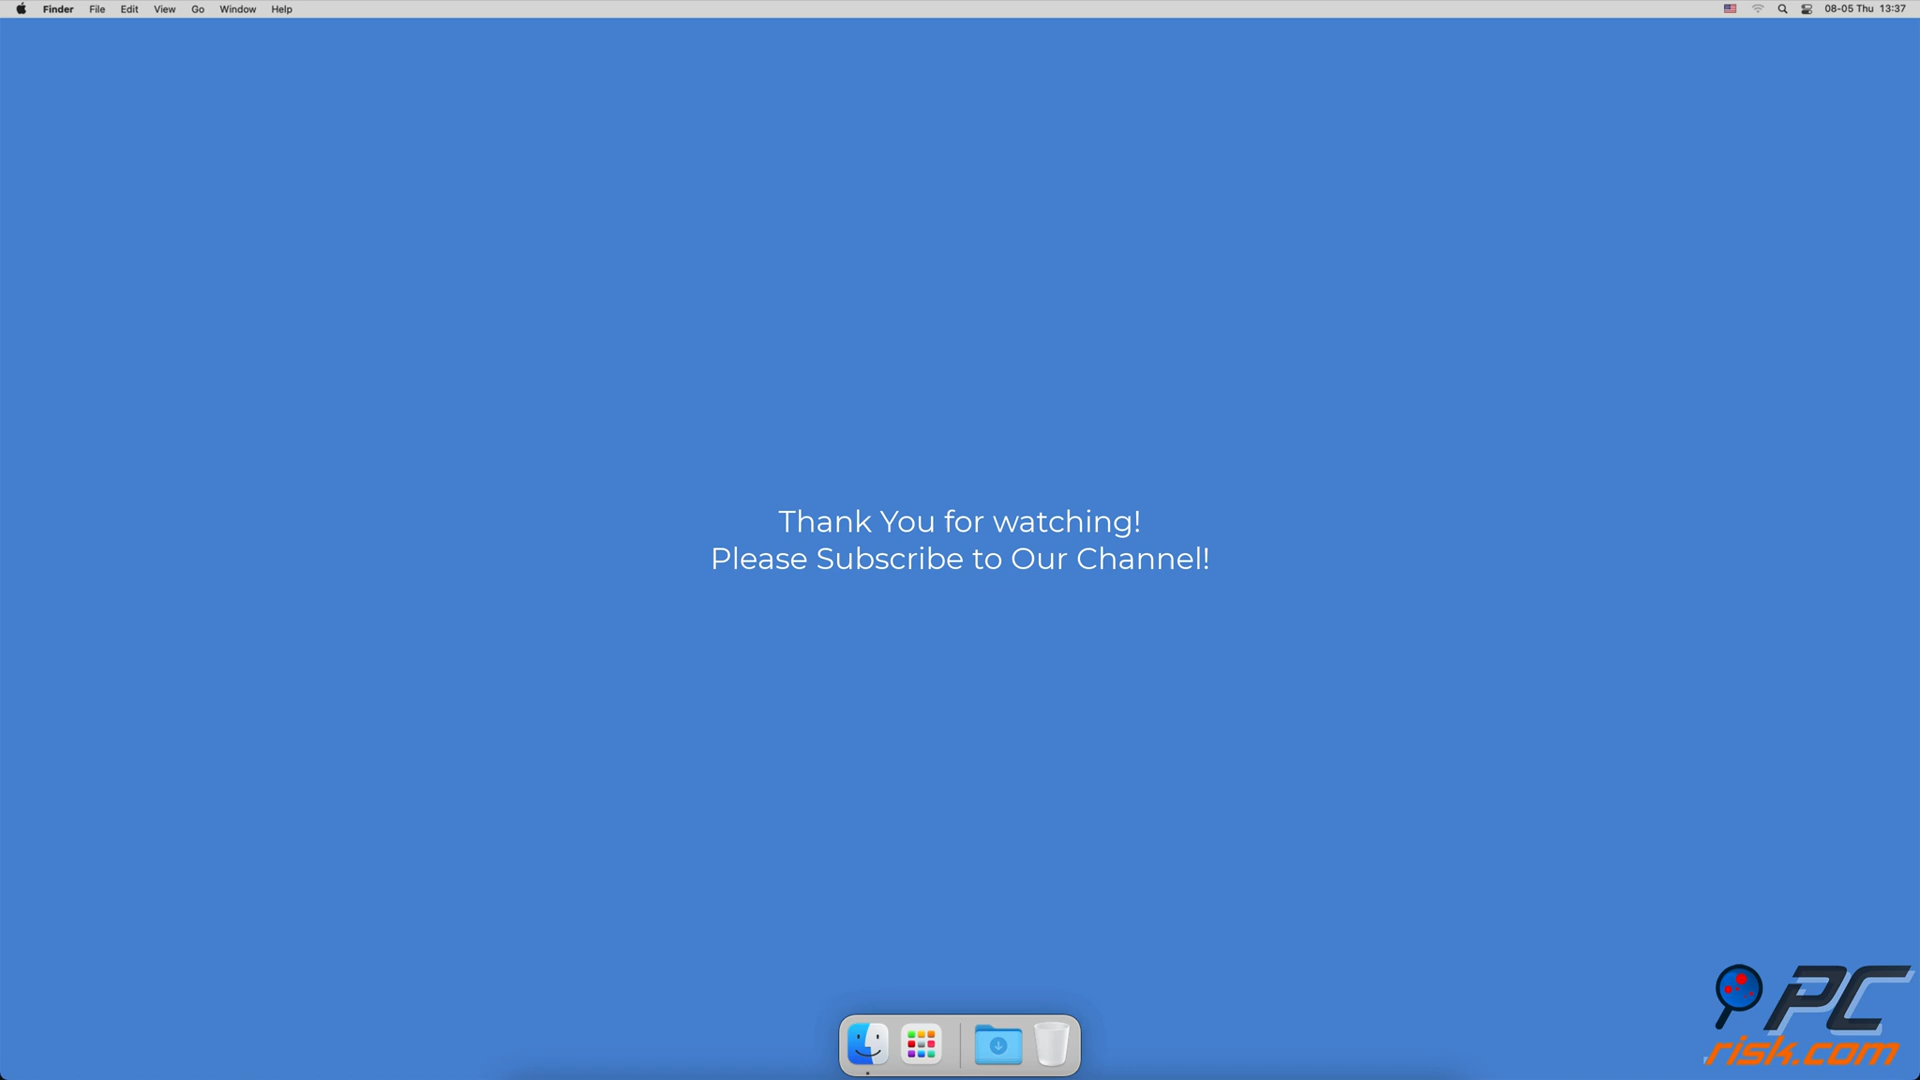 Finder File Edit View Go Window Help 08-05 Thu 13:37
Thank You for watching!
Please Subscribe to Our Channel!
PC
risk.com